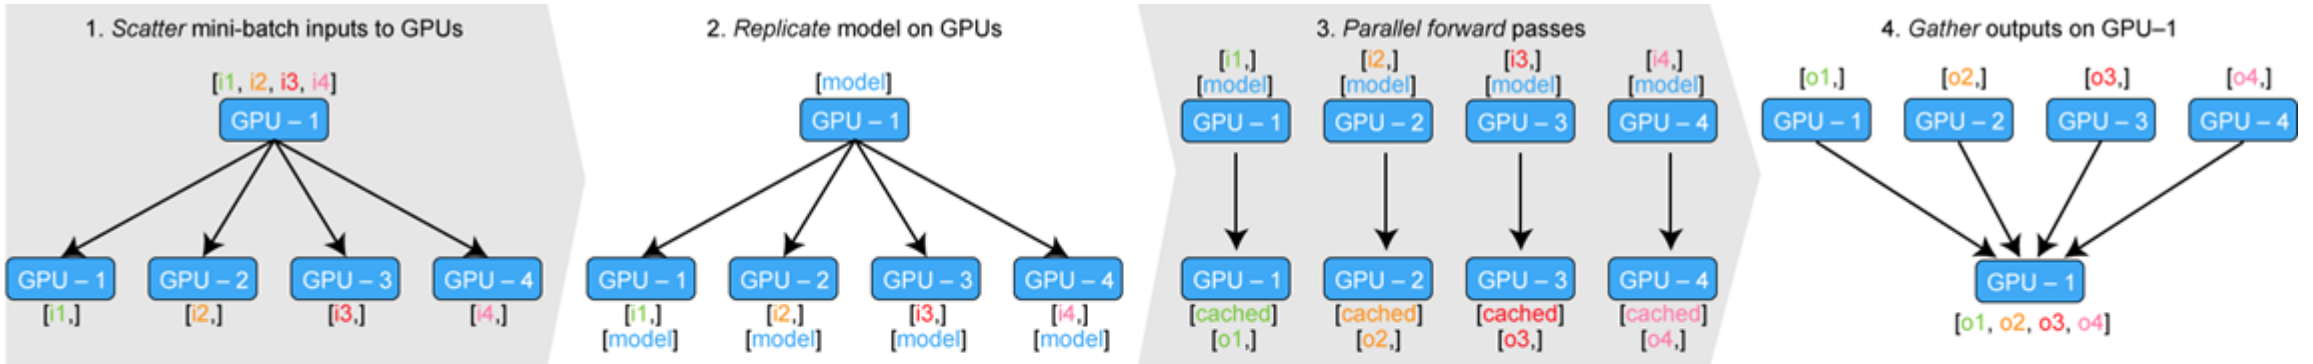 1. Scatter mini-batch inputs to GPUs
[i1, i2, i3, i4]
GPU – 1
GPU – 1 GPU – 2 GPU – 3 GPU – 4
[i1,] [i2,] [i3,] [i4,]
2. Replicate model on GPUs
[model]
GPU – 1
GPU – 1 GPU – 2 GPU – 3 GPU – 4
[i1,] [i2,] [i3,] [i4,]
[model] [model] [model] [model]
3. Parallel forward passes
[i1,] [i2,] [i3,] [i4,]
[model] [model] [model] [model]
GPU – 1 GPU – 2 GPU – 3 GPU – 4
GPU – 1 GPU – 2 GPU – 3 GPU – 4
[cached] [cached] [cached] [cached]
[o1,] [o2,] [o3,] [o4,]
4. Gather outputs on GPU–1
[o1,] [o2,] [o3,] [o4,]
GPU – 1 GPU – 2 GPU – 3 GPU – 4
GPU – 1
[o1, o2, o3, o4]